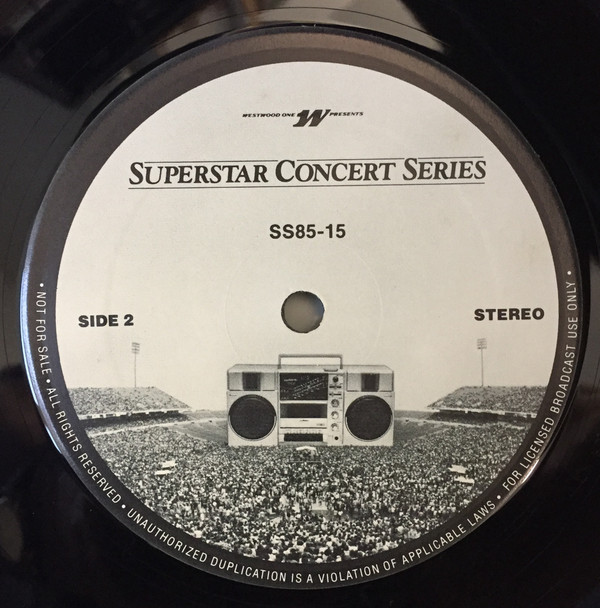 WESTWOOD ONE W PRESENTS
SUPERSTAR CONCERT SERIES
SS85-15
SIDE 2
STEREO
• NOT FOR SALE • ALL RIGHTS RESERVED • UNAUTHORIZED DUPLICATION IS A VIOLATION OF APPLICABLE LAWS • FOR LICENSED BROADCAST USE ONLY •